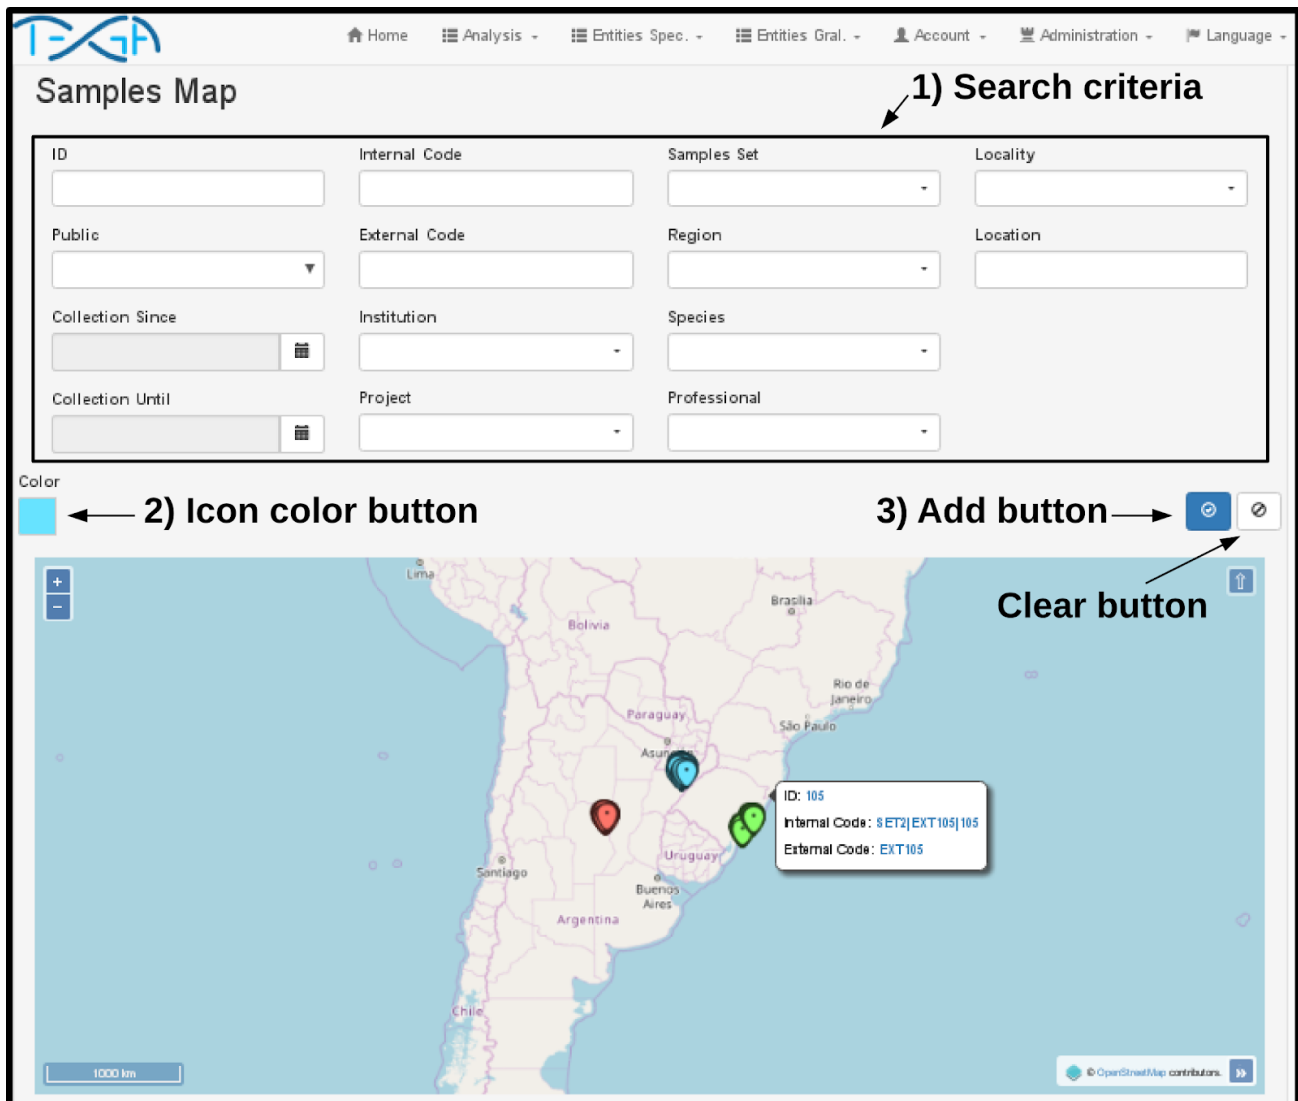 TEXGA
Home Analysis Entities Spec. Entities Gral. Account Administration Language
Samples Map
1) Search criteria
ID Internal Code Samples Set Locality
Public External Code Region Location
Collection Since Institution Species
Collection Until Project Professional
Color
2) Icon color button
3) Add button
Clear button
+
−
Lima
Brasília
Bolivia
Rio de
Janeiro
Paraguay
São Paulo
ID: 105
Internal Code: SET2|EXT105|105
External Code: EXT105
Uruguay
Santiago
Buenos
Aires
Argentina
Chile
1000 km
© OpenStreetMap contributors.